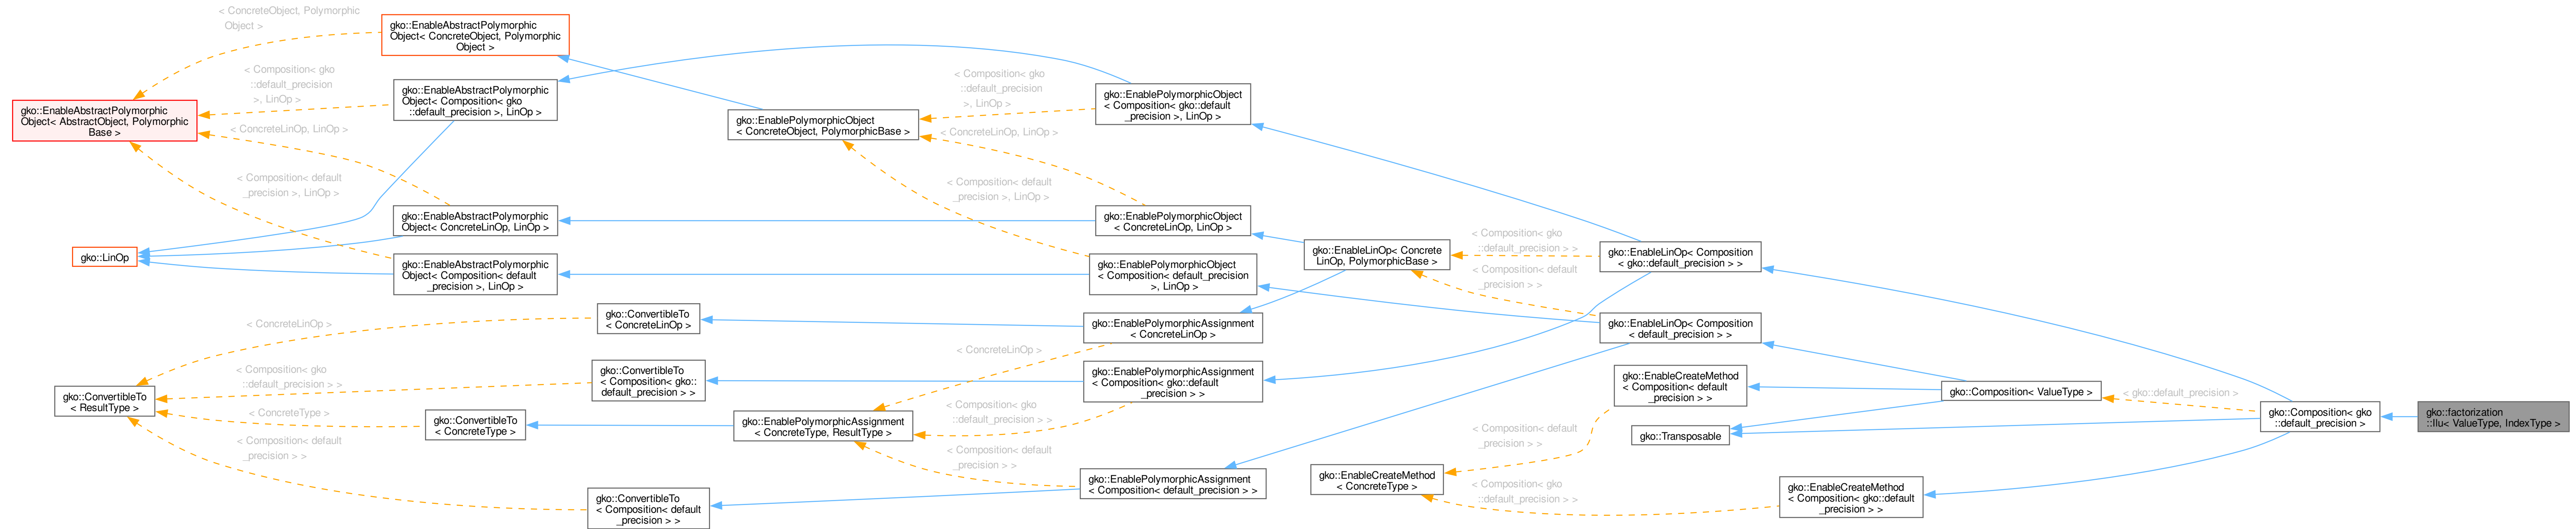 < ConcreteObject, Polymorphic
Object >
gko::EnableAbstractPolymorphic
Object< ConcreteObject, Polymorphic
Object >
< Composition< gko
::default_precision
>, LinOp >
gko::EnableAbstractPolymorphic
Object< Composition< gko
::default_precision >, LinOp >
gko::EnableAbstractPolymorphic
Object< AbstractObject, Polymorphic
Base >
< ConcreteLinOp, LinOp >
< Composition< default
_precision >, LinOp >
gko::EnableAbstractPolymorphic
Object< ConcreteLinOp, LinOp >
gko::LinOp
gko::EnableAbstractPolymorphic
Object< Composition< default
_precision >, LinOp >
gko::EnablePolymorphicObject
< ConcreteObject, PolymorphicBase >
< Composition< gko
::default_precision
>, LinOp >
< ConcreteLinOp, LinOp >
< Composition< default
_precision >, LinOp >
gko::EnablePolymorphicObject
< Composition< gko::default
_precision >, LinOp >
gko::EnablePolymorphicObject
< ConcreteLinOp, LinOp >
gko::EnablePolymorphicObject
< Composition< default_precision
>, LinOp >
gko::EnableLinOp< Concrete
LinOp, PolymorphicBase >
< Composition< gko
::default_precision > >
< Composition< default
_precision > >
gko::EnableLinOp< Composition
< gko::default_precision > >
gko::EnableLinOp< Composition
< default_precision > >
< ConcreteLinOp >
gko::ConvertibleTo
< ConcreteLinOp >
< Composition< gko
::default_precision > >
gko::ConvertibleTo
< Composition< gko::
default_precision > >
gko::ConvertibleTo
< ResultType >
< ConcreteType >
gko::ConvertibleTo
< ConcreteType >
< Composition< default
_precision > >
gko::ConvertibleTo
< Composition< default
_precision > >
gko::EnablePolymorphicAssignment
< ConcreteType, ResultType >
< ConcreteLinOp >
< Composition< gko
::default_precision > >
< Composition< default
_precision > >
gko::EnablePolymorphicAssignment
< ConcreteLinOp >
gko::EnablePolymorphicAssignment
< Composition< gko::default
_precision > >
gko::EnablePolymorphicAssignment
< Composition< default_precision > >
gko::EnableCreateMethod
< ConcreteType >
< Composition< default
_precision > >
< Composition< gko
::default_precision > >
gko::EnableCreateMethod
< Composition< default
_precision > >
gko::Transposable
gko::EnableCreateMethod
< Composition< gko::default
_precision > >
gko::Composition< ValueType >
< gko::default_precision >
gko::Composition< gko
::default_precision >
gko::factorization
::Ilu< ValueType, IndexType >